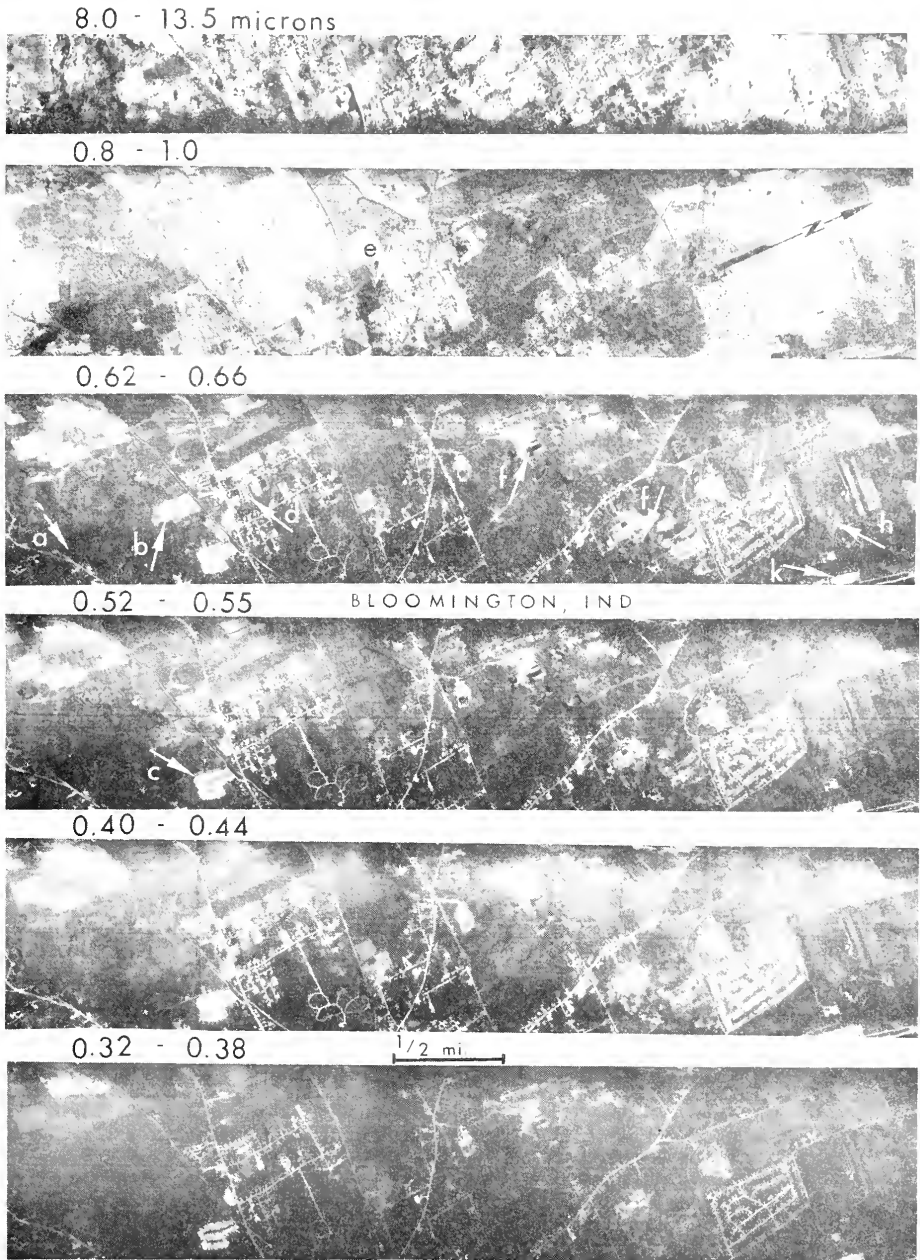 8.0 - 13.5 microns
0.8 - 1.0
N
e
0.62 - 0.66
a
b
d
f
f
h
k
0.52 - 0.55
BLOOMINGTON, IND
c
0.40 - 0.44
0.32 - 0.38
1/2 mi.